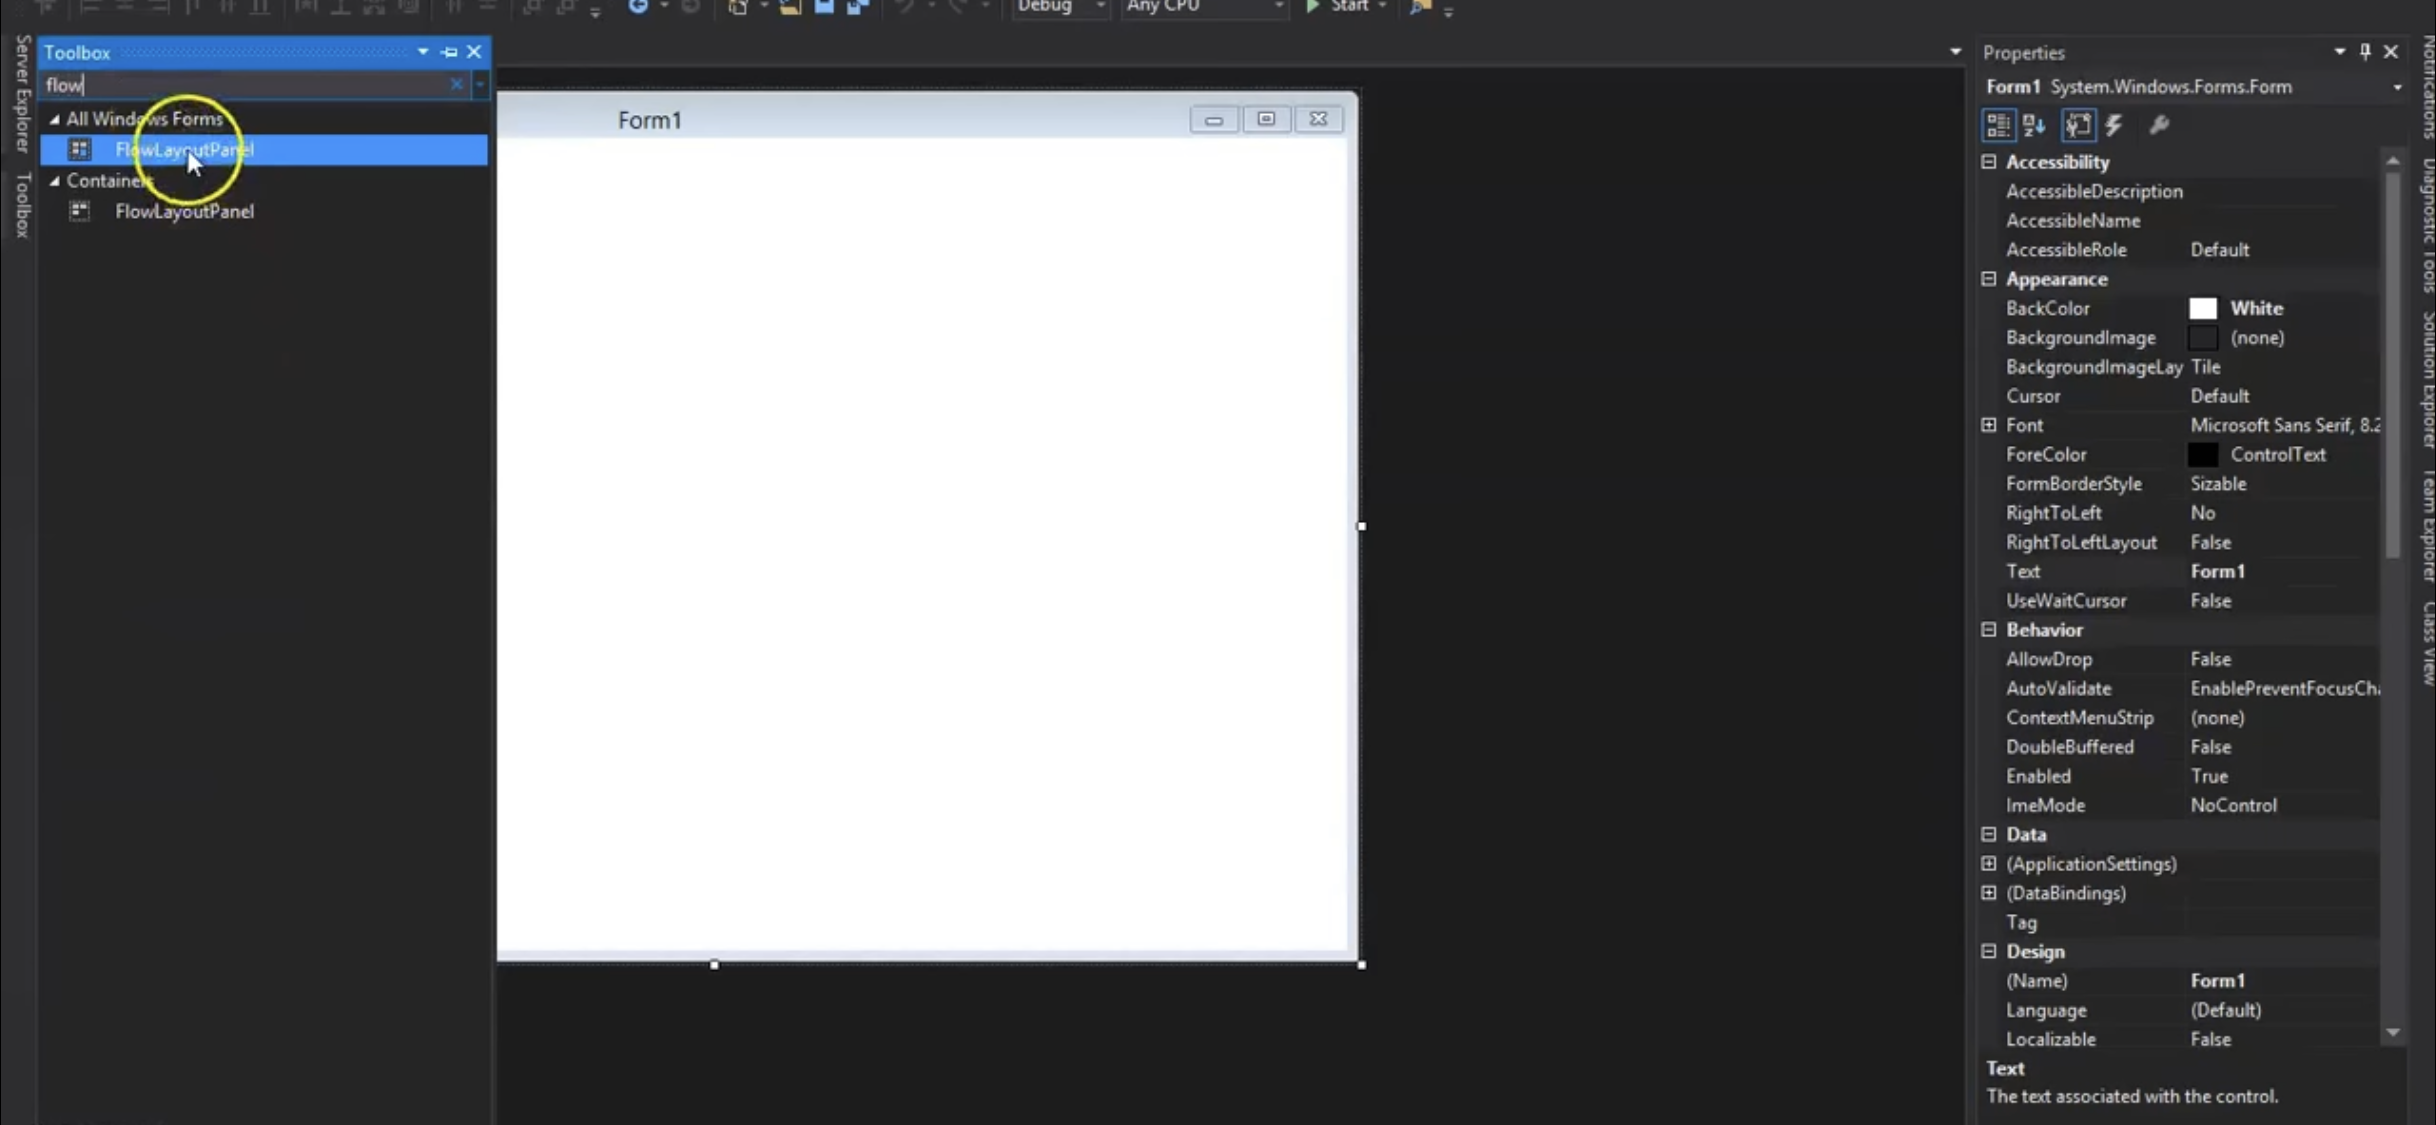 Debug
Any CPU
Start
Server Explorer
Toolbox
Toolbox
flow
All Windows Forms
FlowLayoutPanel
Containers
FlowLayoutPanel
Form1
Properties
Form1 System.Windows.Forms.Form
Accessibility
AccessibleDescription
AccessibleName
AccessibleRole Default
Appearance
BackColor White
BackgroundImage (none)
BackgroundImageLay Tile
Cursor Default
Font Microsoft Sans Serif, 8.2
ForeColor ControlText
FormBorderStyle Sizable
RightToLeft No
RightToLeftLayout False
Text Form1
UseWaitCursor False
Behavior
AllowDrop False
AutoValidate EnablePreventFocusCha
ContextMenuStrip (none)
DoubleBuffered False
Enabled True
ImeMode NoControl
Data
(ApplicationSettings)
(DataBindings)
Tag
Design
(Name) Form1
Language (Default)
Localizable False
Text
The text associated with the control.
Notifications
Diagnostic Tools
Solution Explorer
Team Explorer
Class View